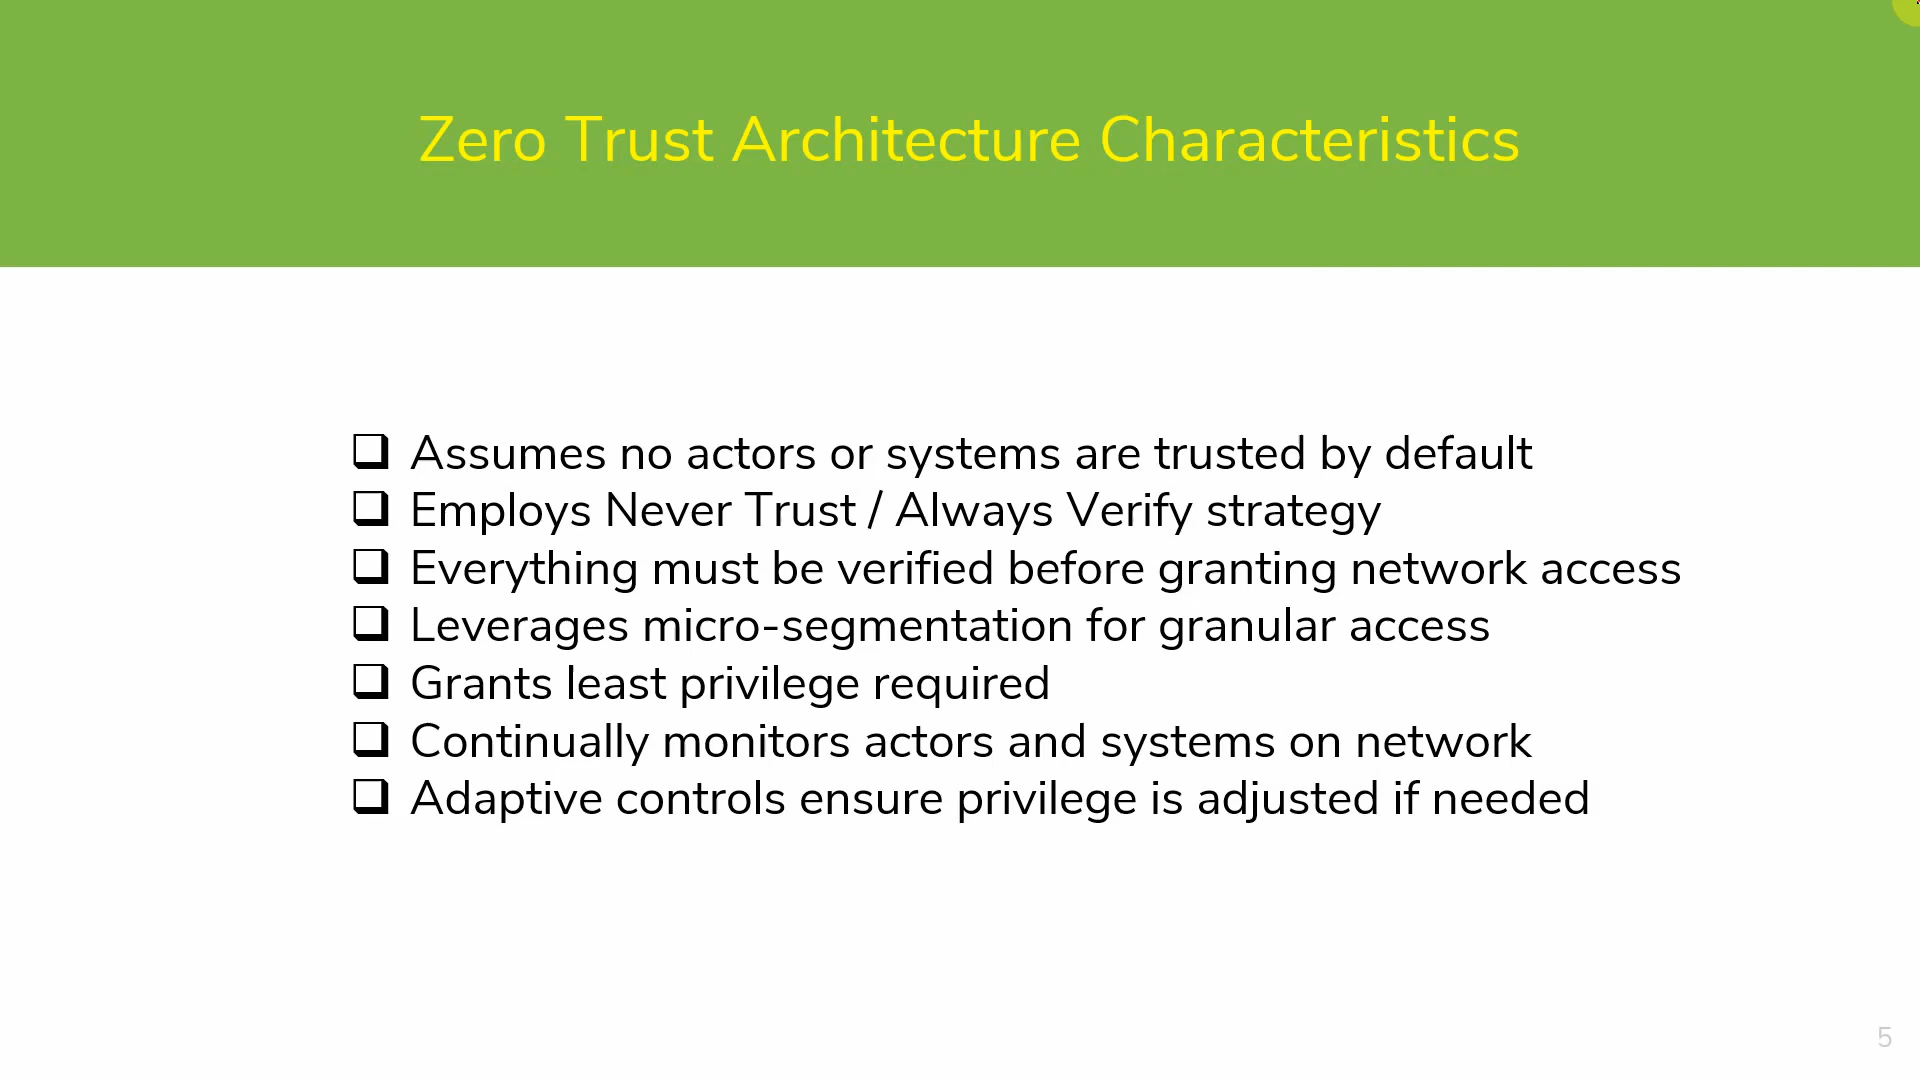 Zero Trust Architecture Characteristics
❑ Assumes no actors or systems are trusted by default
❑ Employs Never Trust / Always Verify strategy
❑ Everything must be verified before granting network access
❑ Leverages micro-segmentation for granular access
❑ Grants least privilege required
❑ Continually monitors actors and systems on network
❑ Adaptive controls ensure privilege is adjusted if needed
5